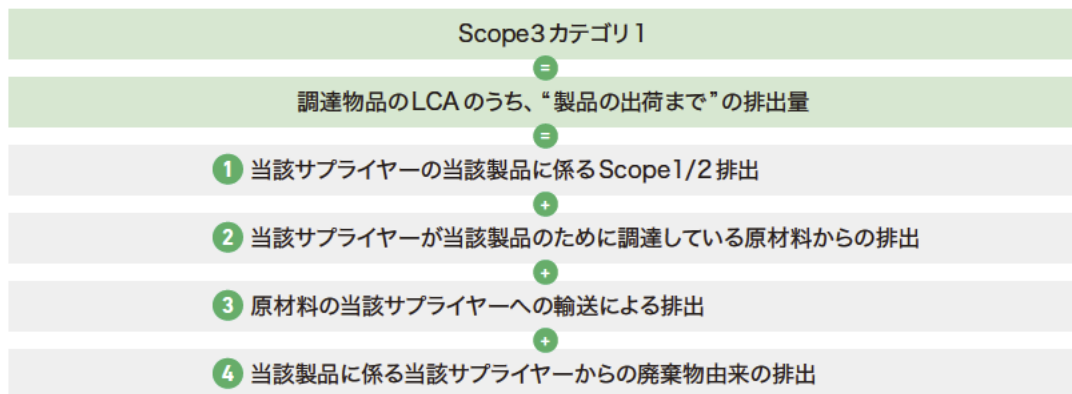 Scope3カテゴリ1
=
調達物品のLCAのうち、“製品の出荷まで”の排出量
=
1 当該サプライヤーの当該製品に係るScope1/2排出
+
2 当該サプライヤーが当該製品のために調達している原材料からの排出
+
3 原材料の当該サプライヤーへの輸送による排出
+
4 当該製品に係る当該サプライヤーからの廃棄物由来の排出